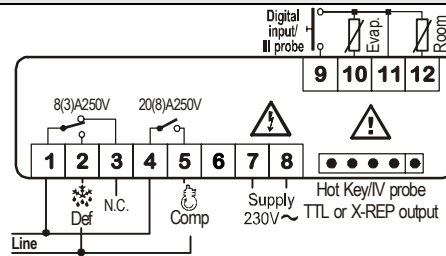 Digital
input/
III probe
Evap.
Room
9 10 11 12
8(3)A250V 20(8)A250V
1 2 3 4 5 6 7 8
Def N.C. Comp Supply
230V~
Hot Key/IV probe
TTL or X-REP output
Line